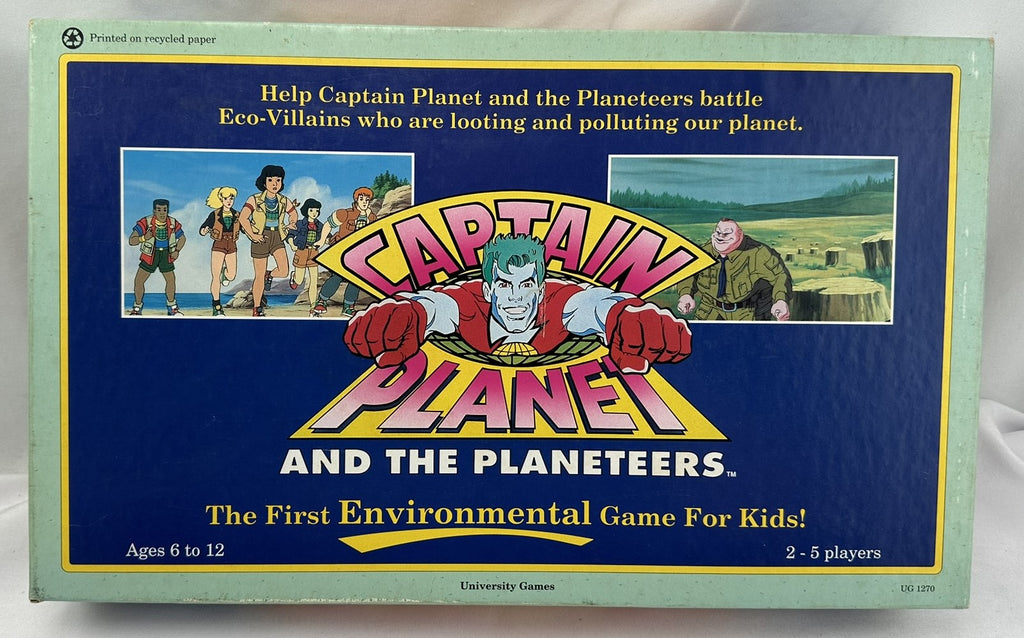 Printed on recycled paper
Help Captain Planet and the Planeteers battle
Eco-Villains who are looting and polluting our planet.
CAPTAIN
PLANET
AND THE PLANETEERS™
The First Environmental Game For Kids!
Ages 6 to 12
2 - 5 players
University Games
UG 1270